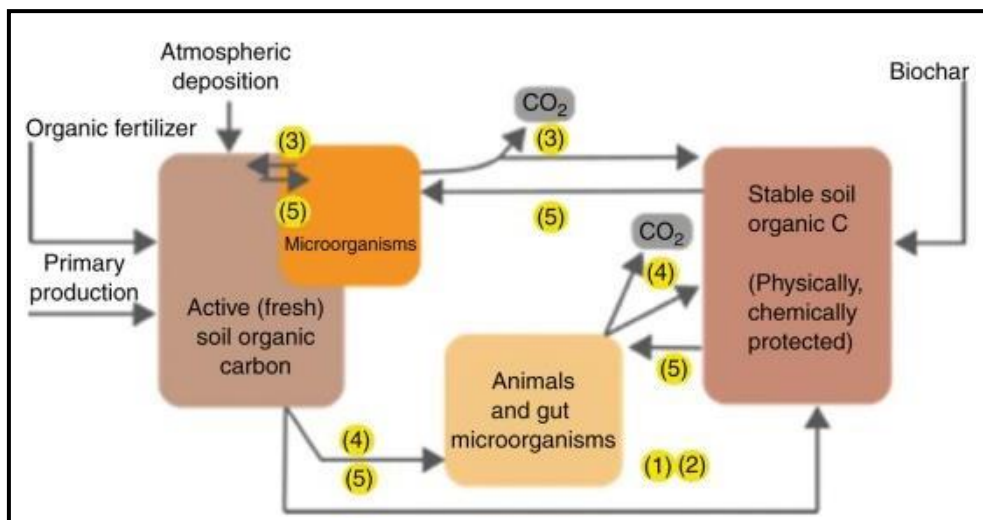 Atmospheric
deposition
Organic fertilizer
Primary
production
Active (fresh)
soil organic
carbon
(3)
(5)
Microorganisms
CO₂
(3)
(5)
CO₂
(4)
(5)
Animals
and gut
microorganisms
(4)
(5)
(1) (2)
Biochar
Stable soil
organic C
(Physically,
chemically
protected)